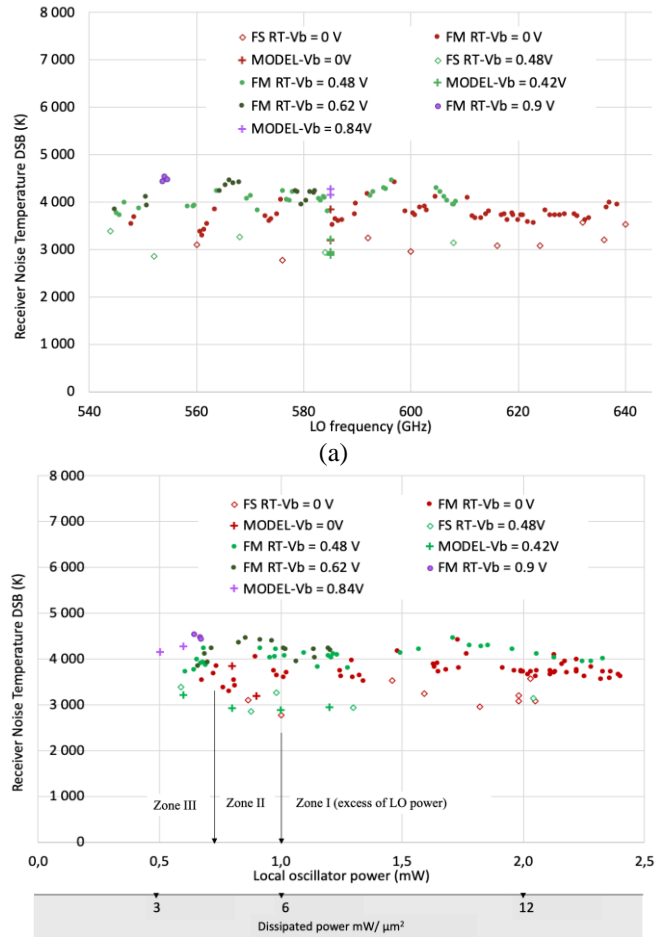 8 000
7 000
6 000
5 000
4 000
3 000
2 000
1 000
0
Receiver Noise Temperature DSB (K)
FS RT-Vb = 0 V
FM RT-Vb = 0 V
MODEL-Vb = 0V
FS RT-Vb = 0.48V
FM RT-Vb = 0.48 V
MODEL-Vb = 0.42V
FM RT-Vb = 0.62 V
FM RT-Vb = 0.9 V
MODEL-Vb = 0.84V
540 560 580 600 620 640
LO frequency (GHz)
(a)
8 000
7 000
6 000
5 000
4 000
3 000
2 000
1 000
0
Receiver Noise Temperature DSB (K)
FS RT-Vb = 0 V
FM RT-Vb = 0 V
MODEL-Vb = 0V
FS RT-Vb = 0.48V
FM RT-Vb = 0.48 V
MODEL-Vb = 0.42V
FM RT-Vb = 0.62 V
FM RT-Vb = 0.9 V
MODEL-Vb = 0.84V
Zone III Zone II Zone I (excess of LO power)
0,0 0,5 1,0 1,5 2,0 2,5
Local oscillator power (mW)
3 6 12
Dissipated power mW/ µm²